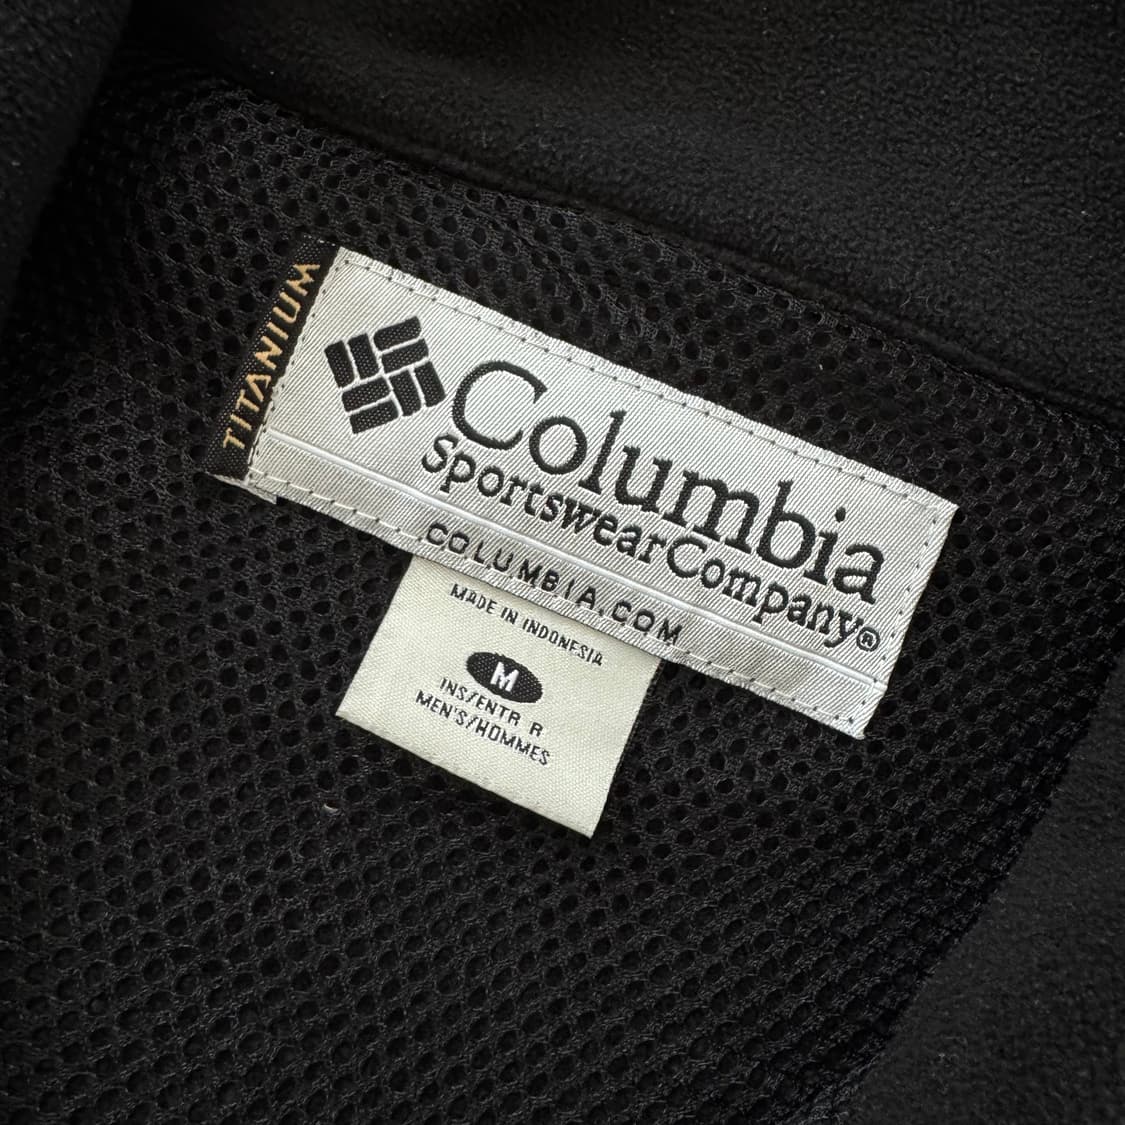 TITANIUM
Columbia
Sportswear Company®
COLUMBIA.COM
MADE IN INDONESIA
M
INS/ENTR R
MEN'S/HOMMES